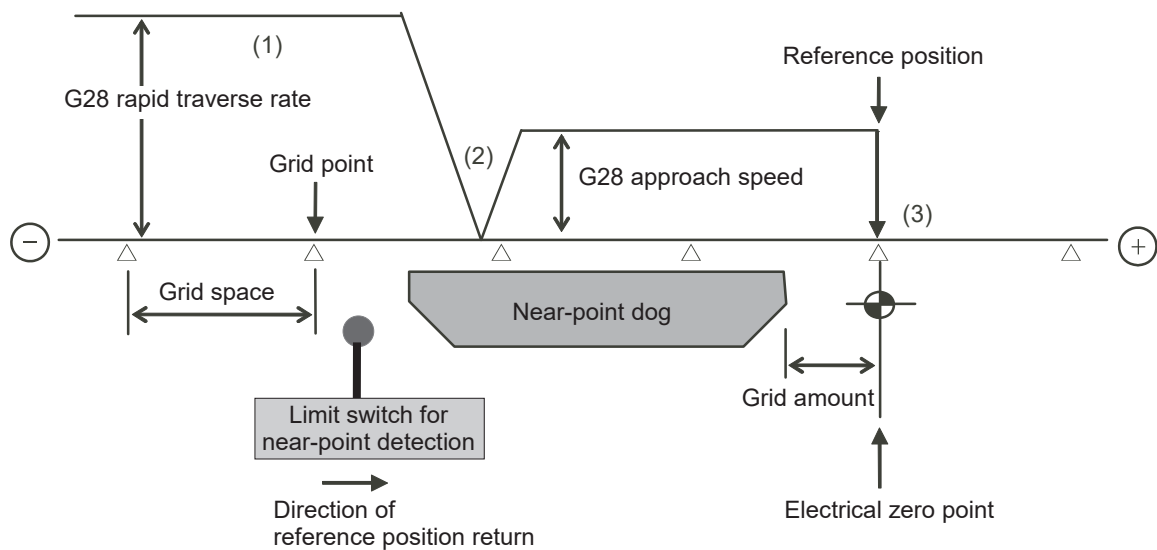 (1)
Reference position
G28 rapid traverse rate
(2)
Grid point
G28 approach speed
(3)
−
+
Grid space
Near-point dog
Grid amount
Limit switch for
near-point detection
Direction of
reference position return
Electrical zero point